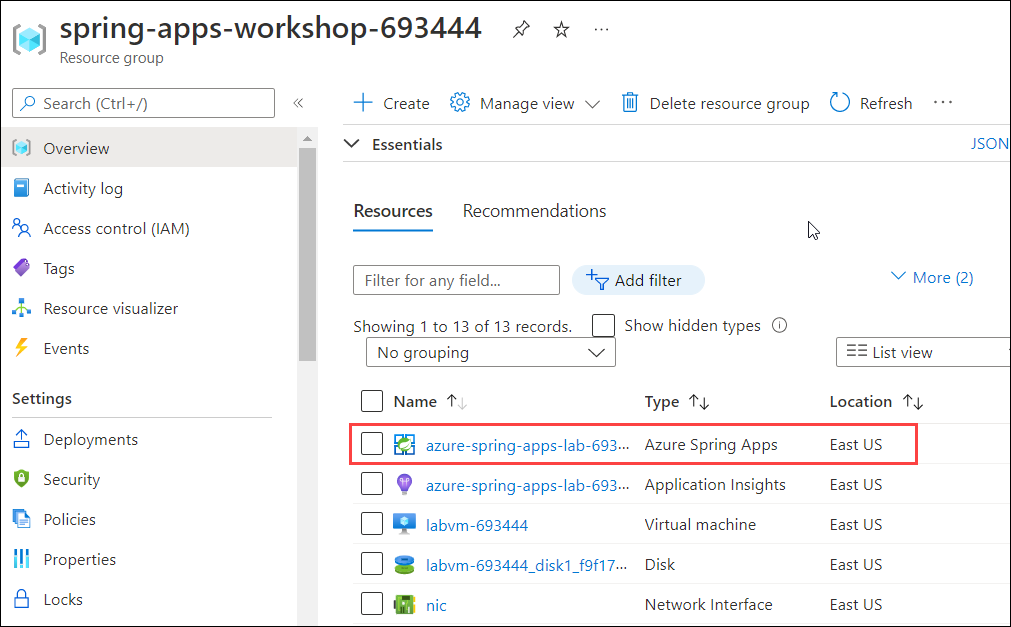 spring-apps-workshop-693444
Resource group
Search (Ctrl+/)
Overview
Activity log
Access control (IAM)
Tags
Resource visualizer
Events
Settings
Deployments
Security
Policies
Properties
Locks
Create Manage view Delete resource group Refresh
Essentials JSON
Resources Recommendations
Filter for any field... Add filter More (2)
Showing 1 to 13 of 13 records. Show hidden types
No grouping List view
Name Type Location
azure-spring-apps-lab-693... Azure Spring Apps East US
azure-spring-apps-lab-693... Application Insights East US
labvm-693444 Virtual machine East US
labvm-693444_disk1_f9f17... Disk East US
nic Network Interface East US